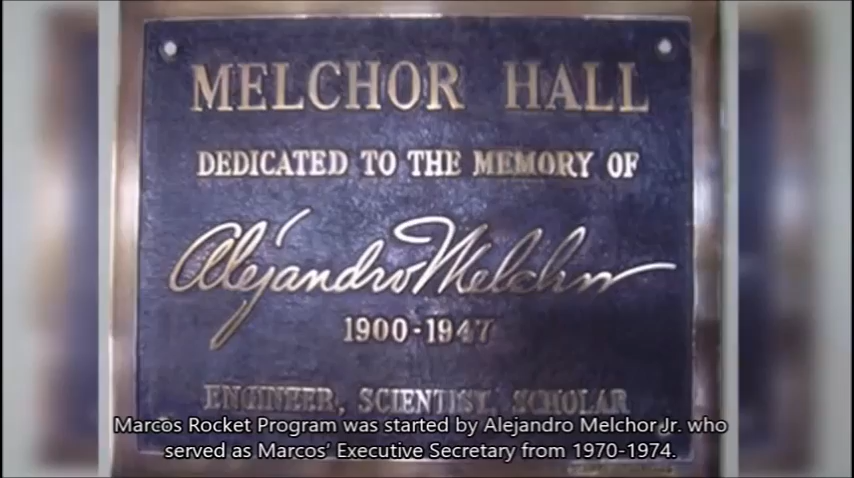 MELCHOR HALL
DEDICATED TO THE MEMORY OF
Alejandro Melchor
1900-1947
ENGINEER, SCIENTIST, SCHOLAR
Marcos Rocket Program was started by Alejandro Melchor Jr. who
served as Marcos' Executive Secretary from 1970-1974.